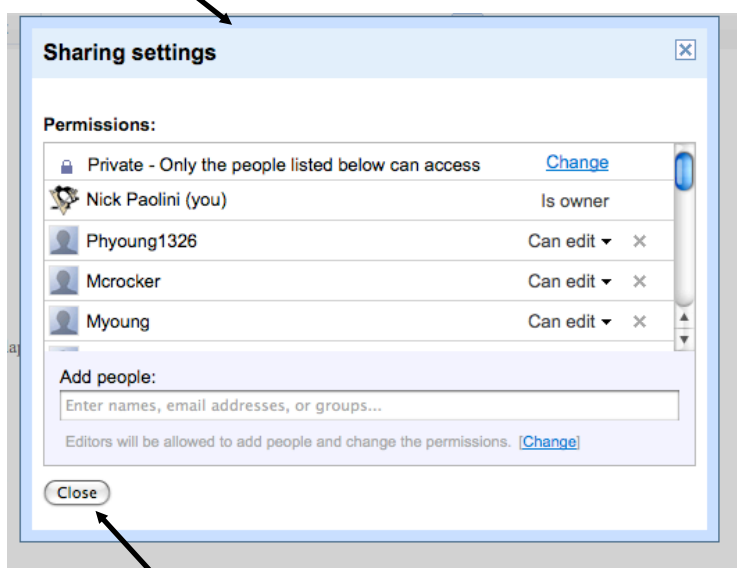 Sharing settings
Permissions:
Private - Only the people listed below can access Change
Nick Paolini (you) Is owner
Phyoung1326 Can edit
Mcrocker Can edit
Myoung Can edit
Add people:
Enter names, email addresses, or groups...
Editors will be allowed to add people and change the permissions. [Change]
Close